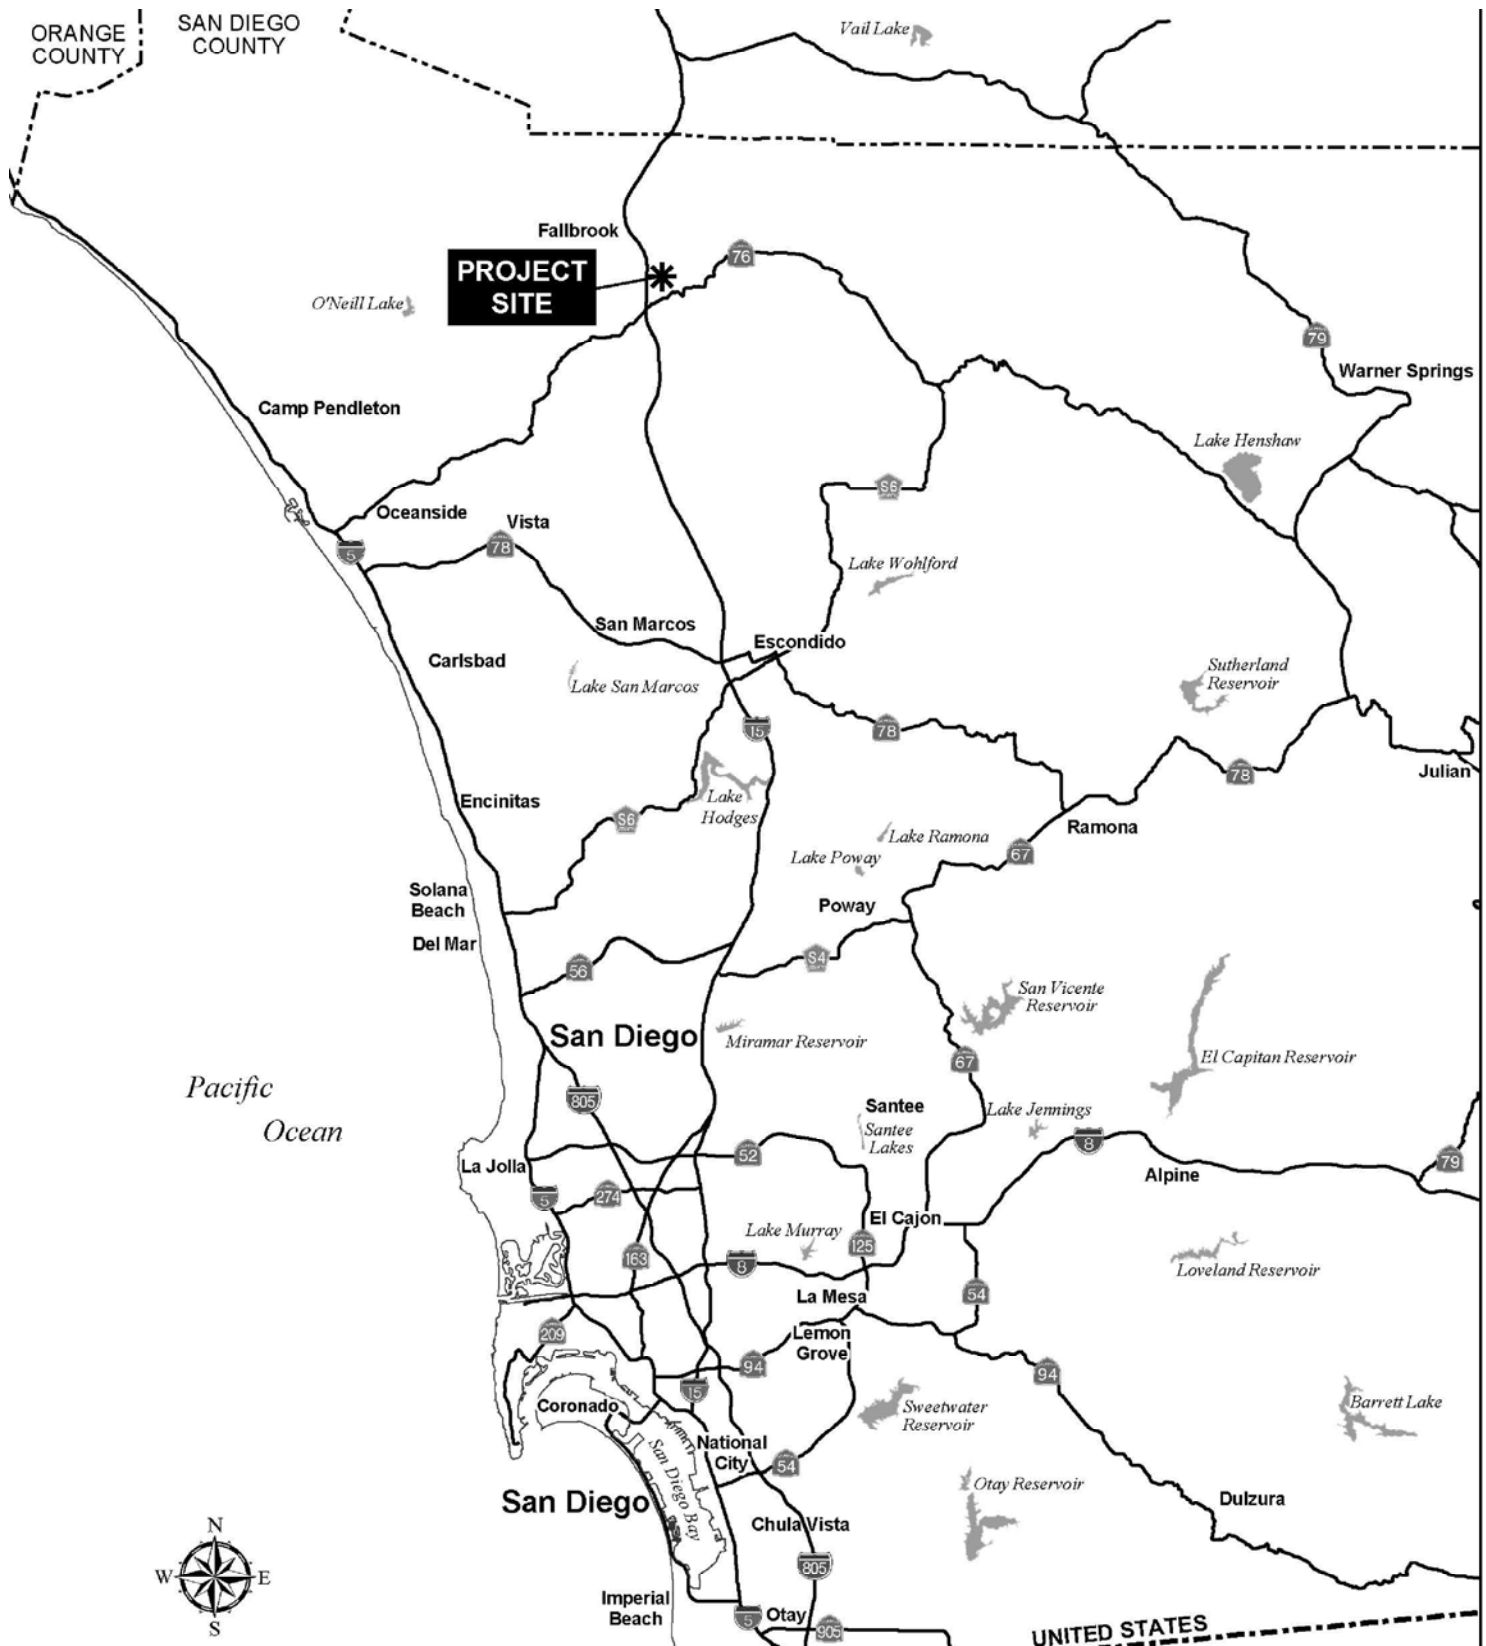 ORANGE
COUNTY
SAN DIEGO
COUNTY
Vail Lake
Fallbrook
PROJECT
SITE
76
O'Neill Lake
79
Warner Springs
Camp Pendleton
Lake Henshaw
S6
Oceanside
Vista
78
5
Lake Wohlford
San Marcos
Escondido
Carlsbad
Lake San Marcos
Sutherland
Reservoir
15
78
78
Julian
Encinitas
Lake
Hodges
S6
Ramona
Lake Ramona
Lake Poway
67
Solana
Beach
Poway
Del Mar
56
S4
San Vicente
Reservoir
San Diego
Miramar Reservoir
El Capitan Reservoir
67
Pacific
Ocean
805
Santee
Santee
Lakes
Lake Jennings
8
52
La Jolla
Alpine
79
5
274
El Cajon
Lake Murray
125
163
8
Loveland Reservoir
La Mesa
54
209
Lemon
Grove
94
94
15
Coronado
Sweetwater
Reservoir
Barrett Lake
National
City
54
San Diego Bay
Otay Reservoir
San Diego
Dulzura
Chula Vista
N
W
E
S
805
Imperial
Beach
5
Otay
905
UNITED STATES